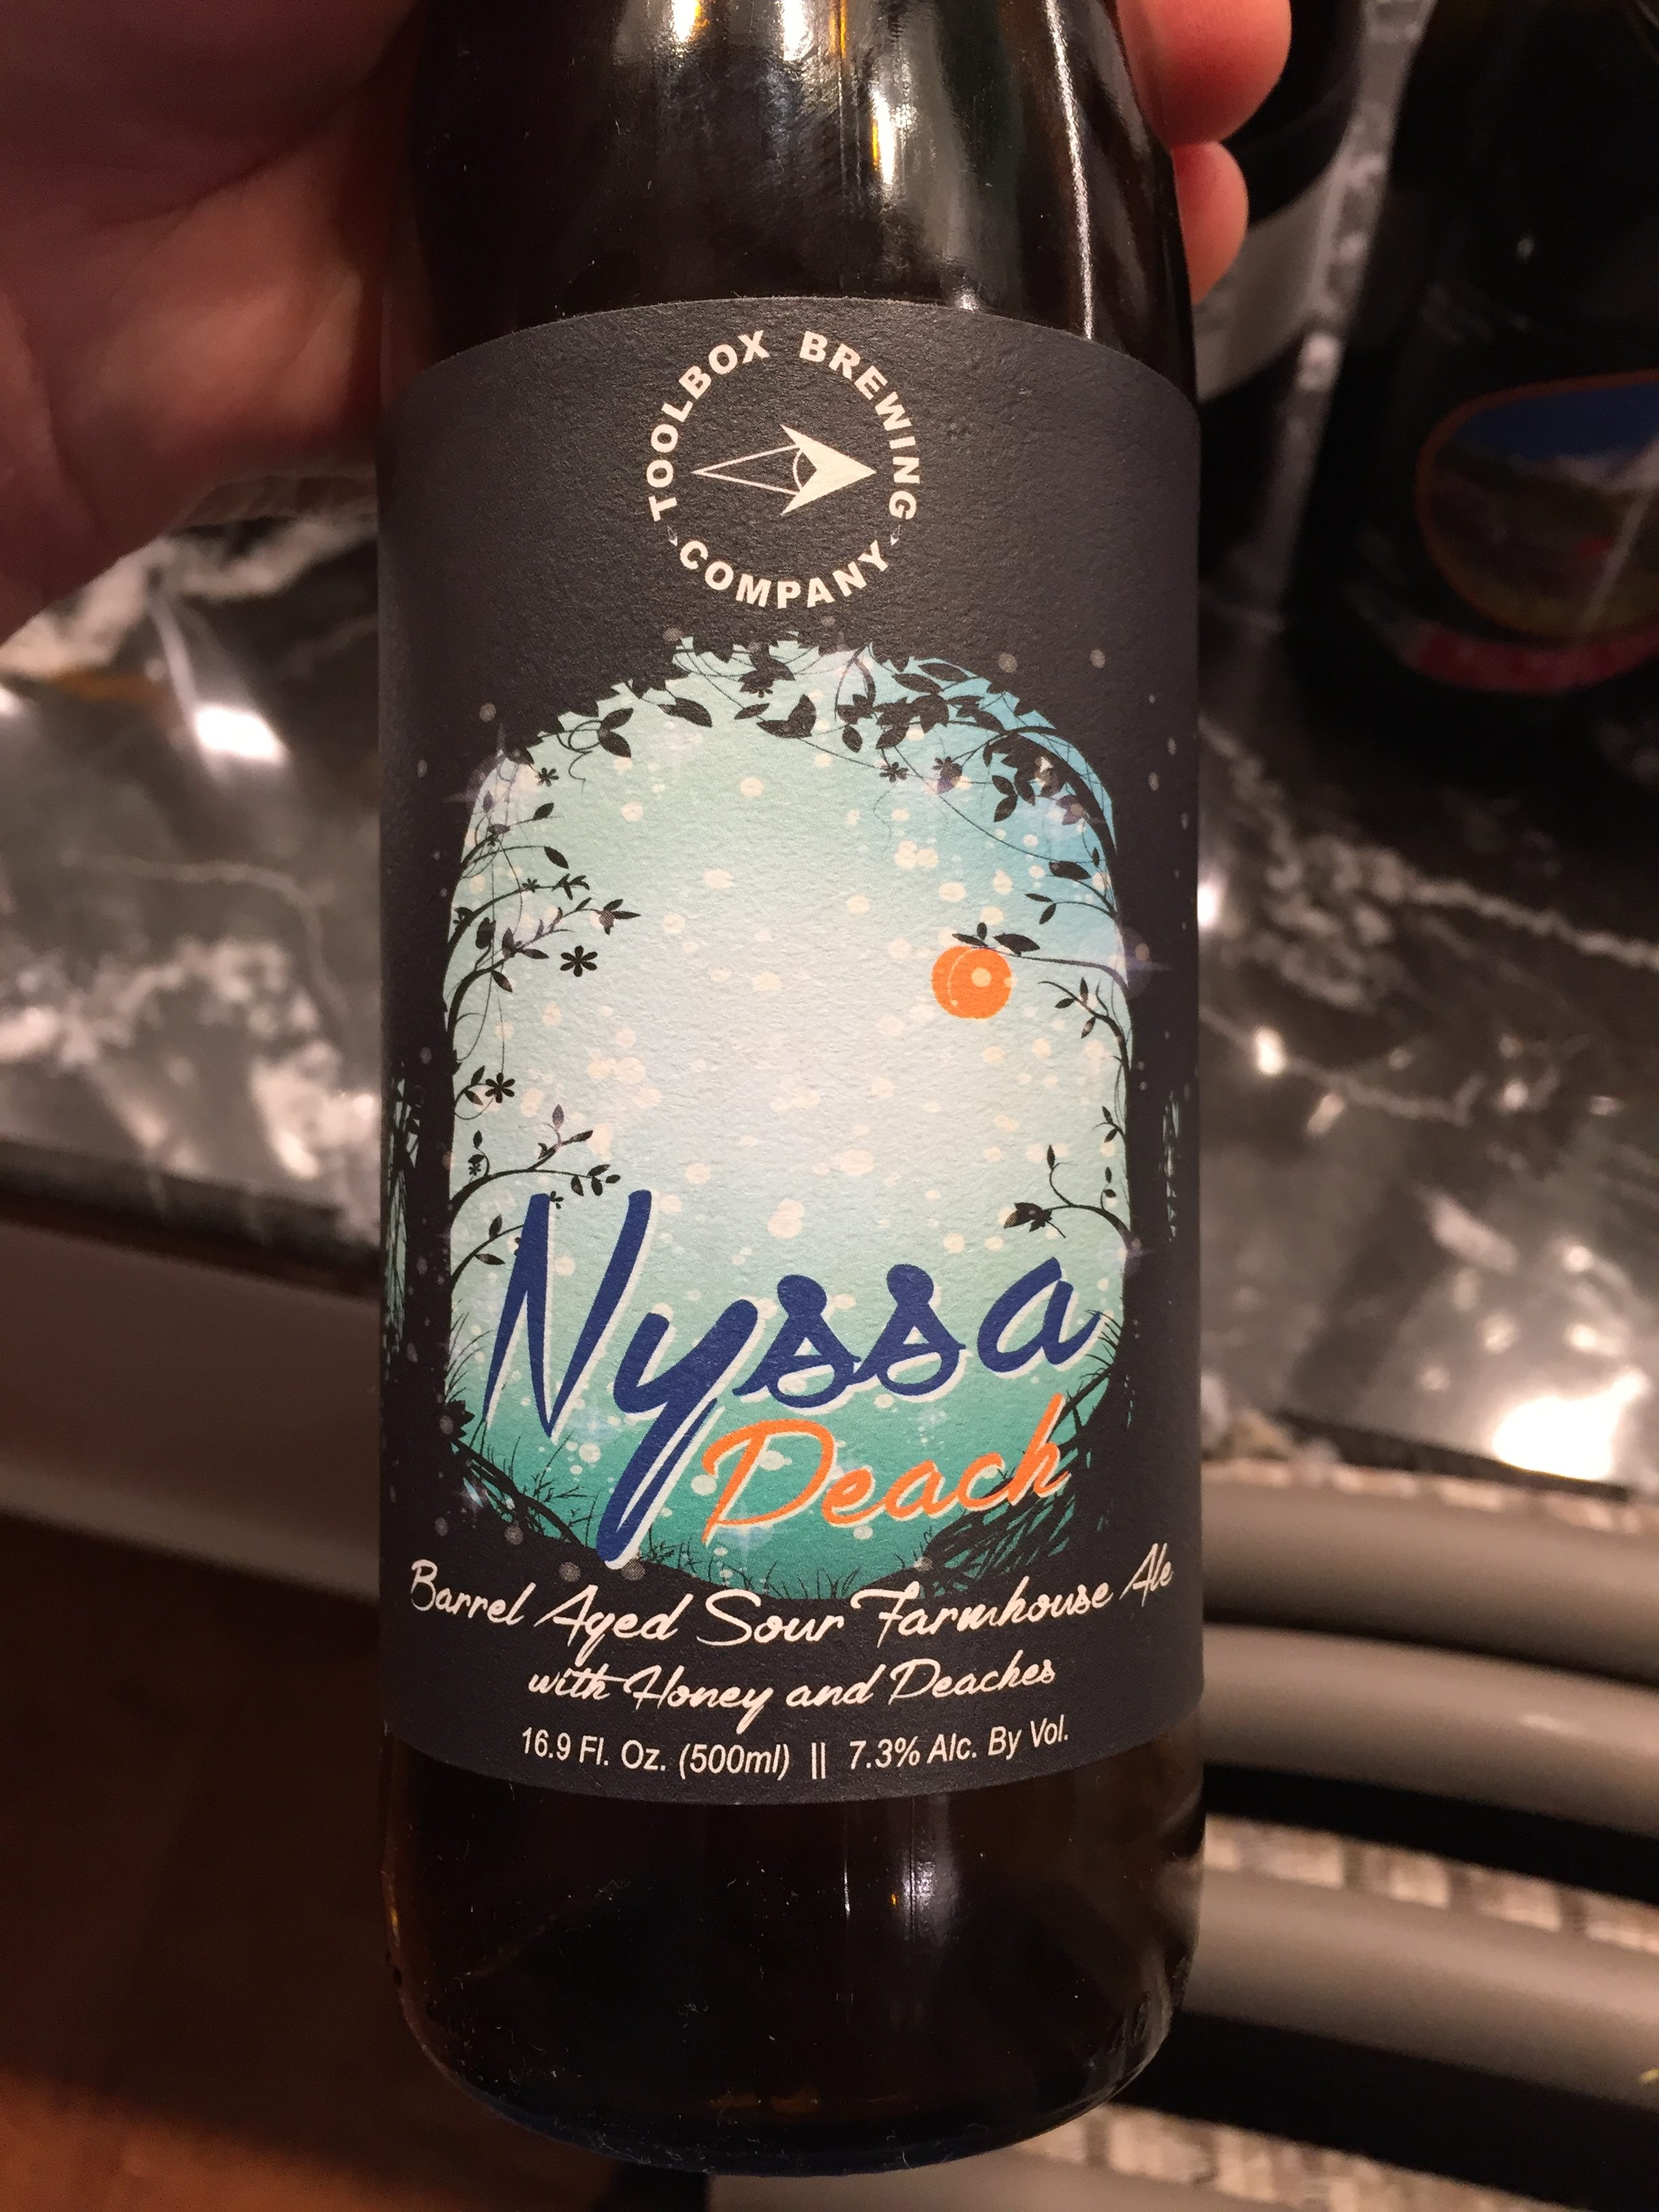 TOOLBOX BREWING
COMPANY
Nyssa
Peach
Barrel Aged Sour Farmhouse Ale
with Honey and Peaches
16.9 Fl. Oz. (500ml) || 7.3% Alc. By Vol.